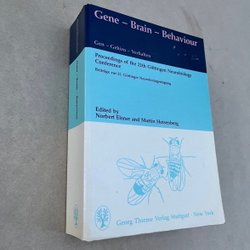 Gene – Brain – Behaviour
Gen – Gehirn – Verhalten
Proceedings of the 21th Göttingen Neurobiology
Conference
Beiträge zur 21. Göttinger Neurobiologentagung
Edited by
Norbert Elsner and Martin Heisenberg
Georg Thieme Verlag Stuttgart · New York